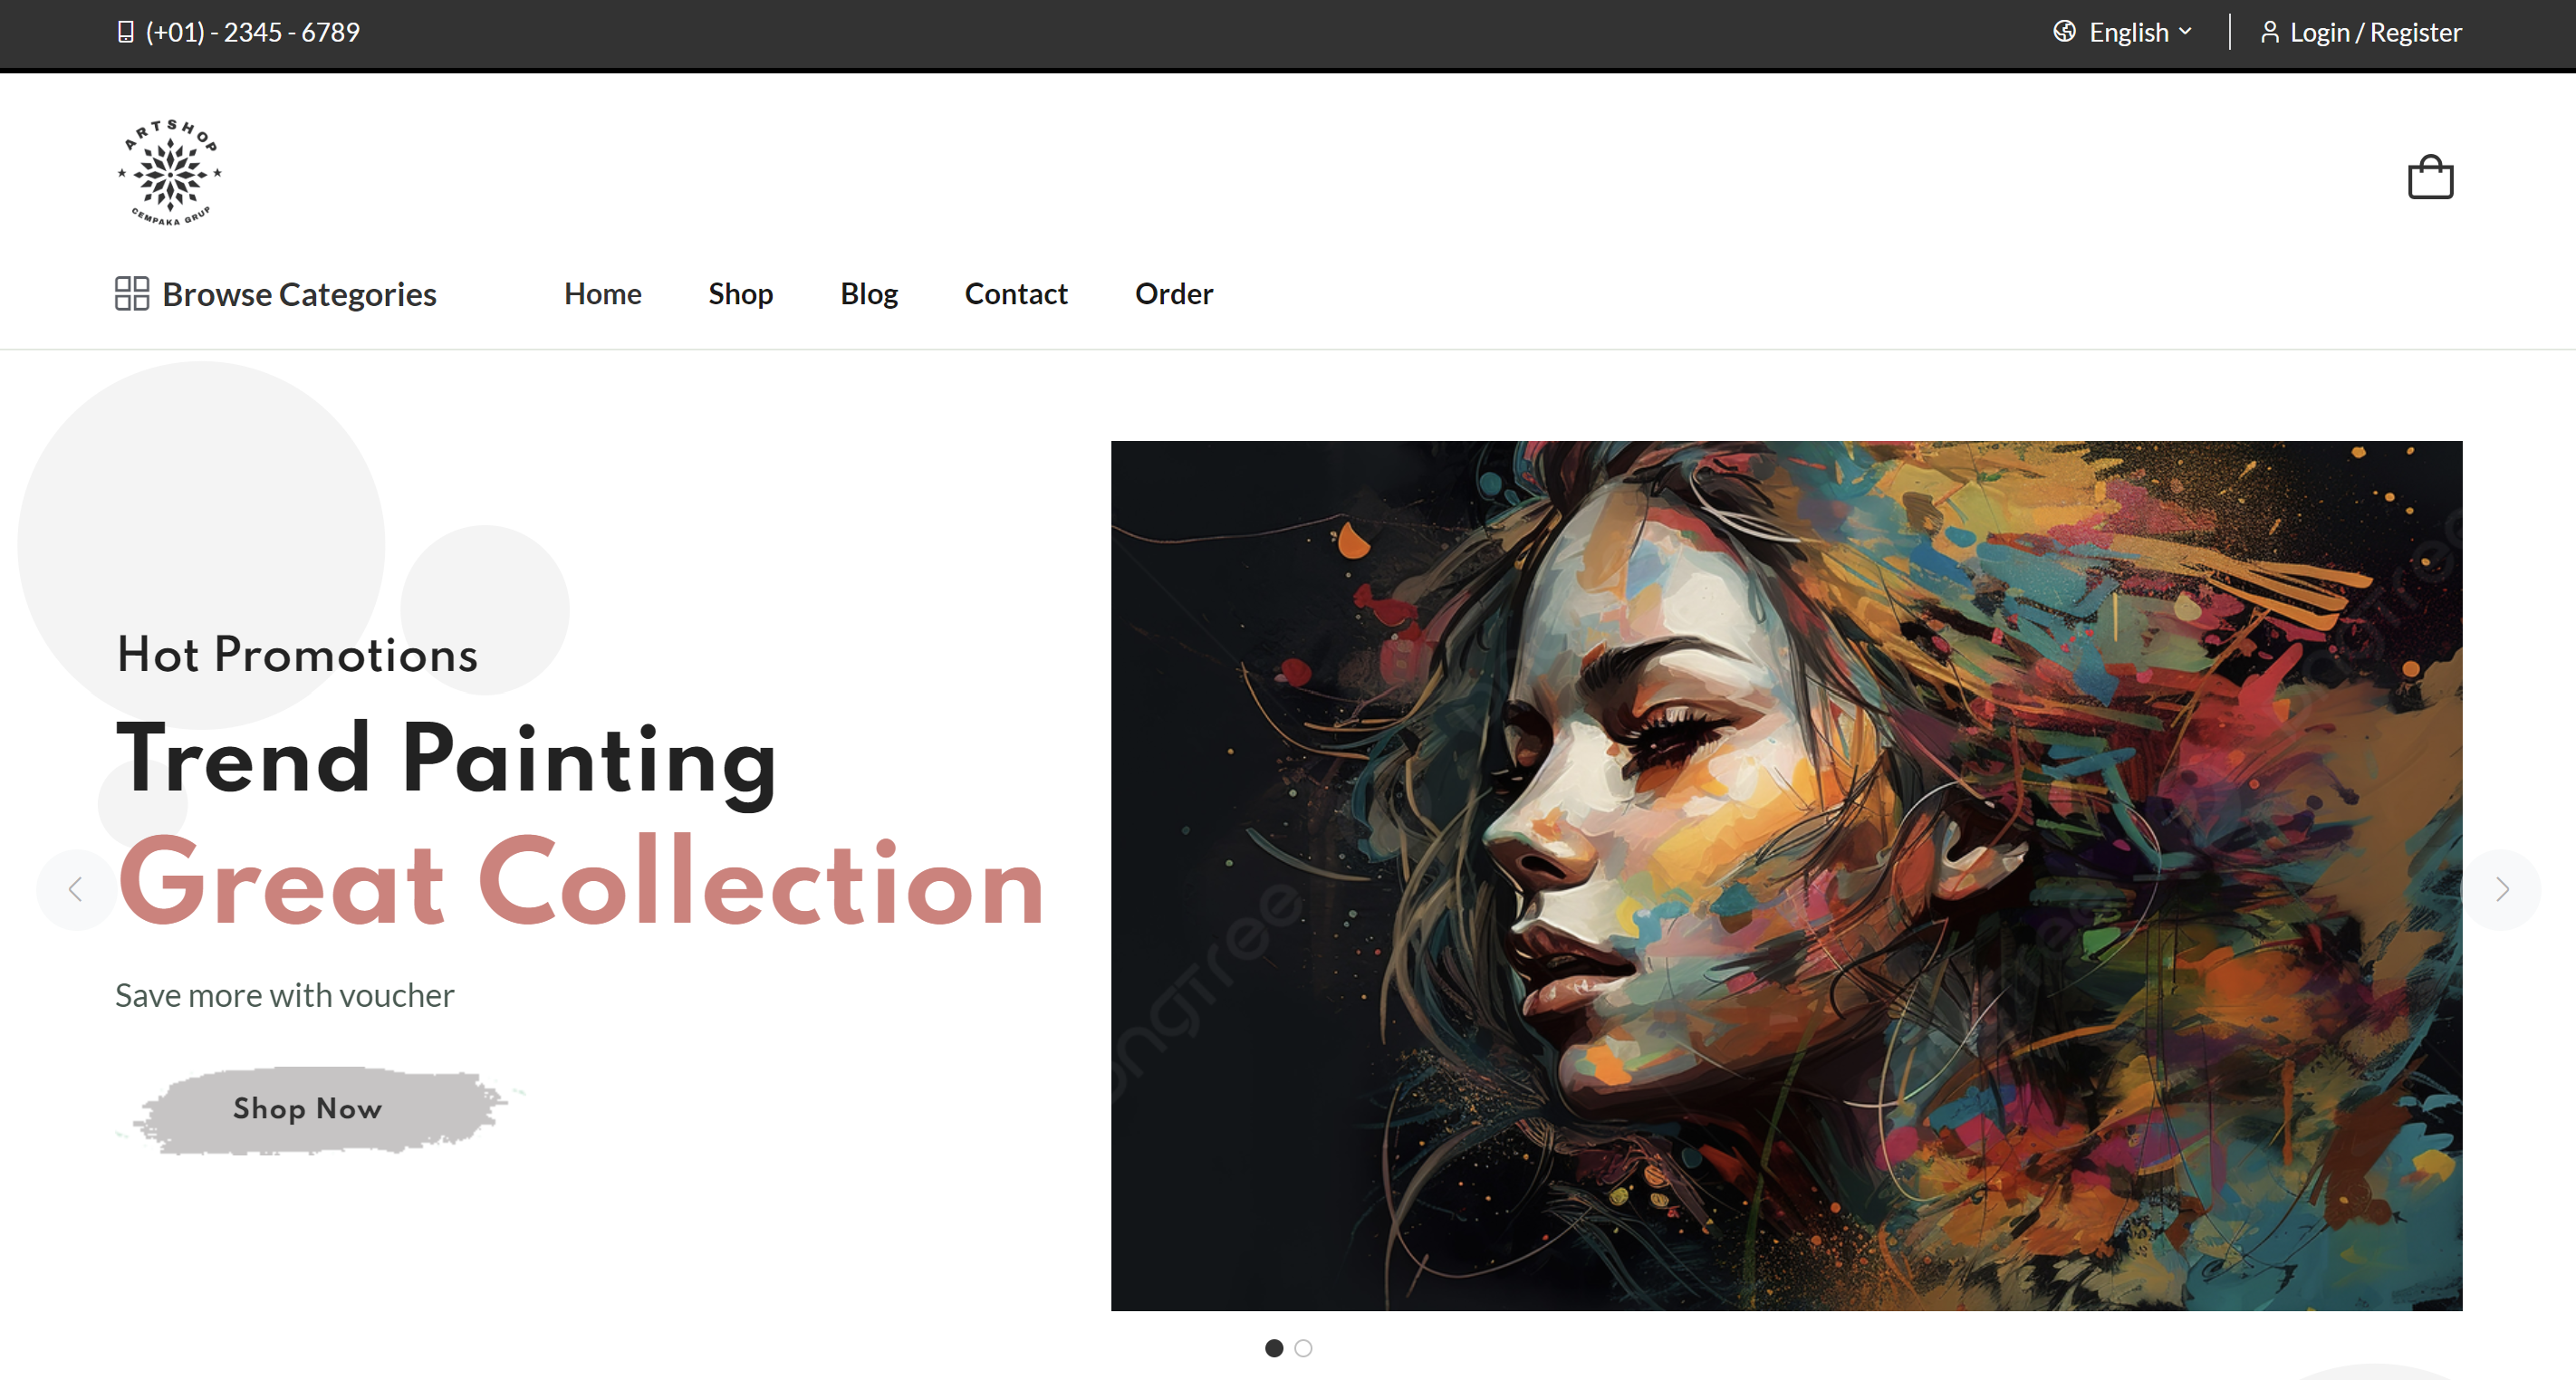 (+01) - 2345 - 6789
English
Login / Register
ARTSHOP
CEMPAKA GRUP
Browse Categories
Home
Shop
Blog
Contact
Order
Hot Promotions
Trend Painting
Great Collection
Save more with voucher
Shop Now